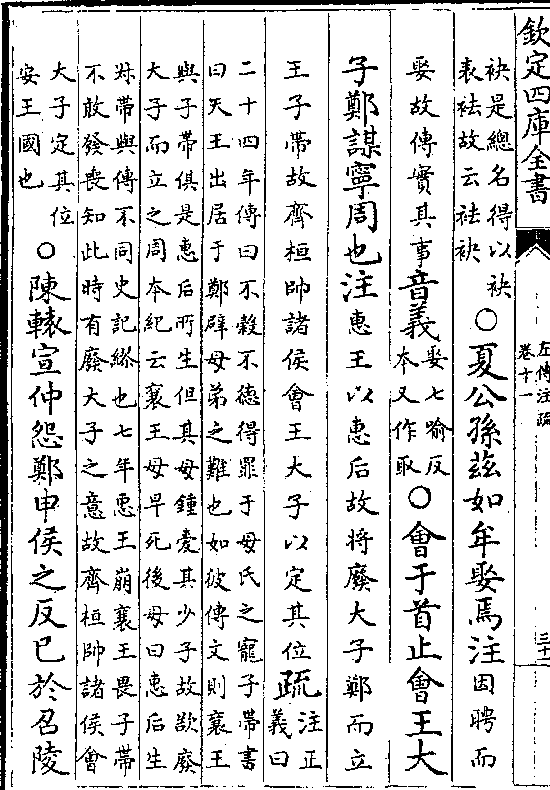 欽定四庫全書
左傳注疏
卷十一
三十一
袂是總名得以袂
表袪故云袪袂
○夏公孫茲如牟娶焉注因聘而
娶故傳實其事音義
娶七喻反
本又作取
○會于首止會王大
子鄭謀寧周也注惠王以惠后故將廢大子鄭而立
王子帶故齊桓帥諸侯會王大子以定其位疏
注正
義曰
二十四年傳曰不穀不德得罪于母氏之寵子帶書
曰天王出居于鄭辟母弟之難也如彼傳文則襄王
與子帶俱是惠后所生但其母鍾愛其少子故欲廢
大子而立之周本紀云襄王母早死後母曰惠后生
叔帶與傳不同史記繆也七年惠王崩襄王畏子帶
不敢發喪知此時有廢大子之意故齊桓帥諸侯會
大子定其位
安王國也
○陳轅宣仲怨鄭申侯之反已於召陵